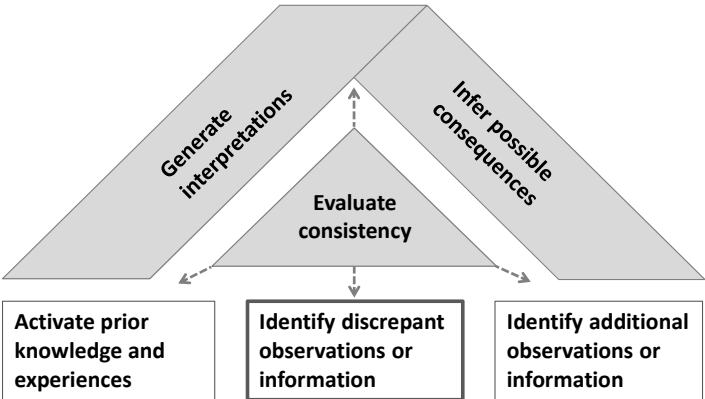 Generate
interpretations
Infer possible
consequences
Evaluate
consistency
Activate prior
knowledge and
experiences
Identify discrepant
observations or
information
Identify additional
observations or
information